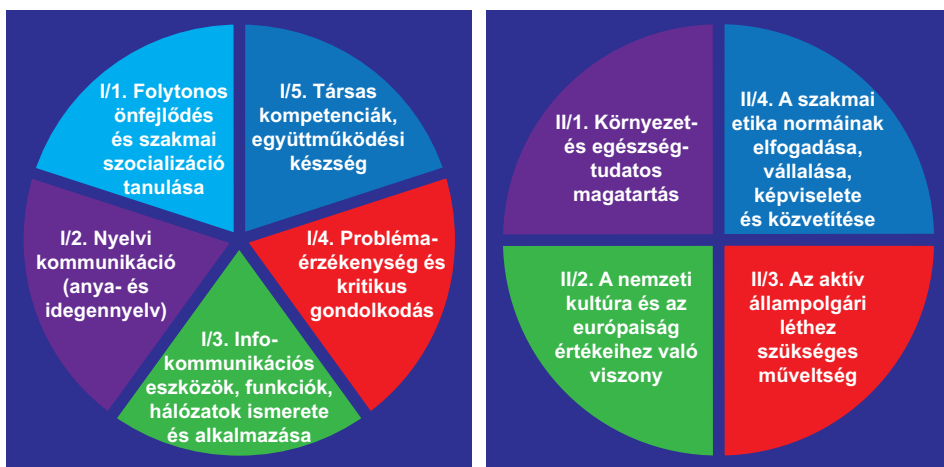 I/1. Folytonos
önfejlődés
és szakmai
szocializáció
tanulása
I/5. Társas
kompetenciák,
együttműködési
készség
I/2. Nyelvi
kommunikáció
(anya- és
idegennyelv)
I/4. Probléma-
érzékenység és
kritikus
gondolkodás
I/3. Info-
kommunikációs
eszközök, funkciók,
hálózatok ismerete
és alkalmazása
II/1. Környezet-
és egészség-
tudatos
magatartás
II/4. A szakmai
etika normáinak
elfogadása,
vállalása,
képviselete
és közvetítése
II/2. A nemzeti
kultúra és az
európaiság
értékeihez való
viszony
II/3. Az aktív
állampolgári
léthez
szükséges
műveltség